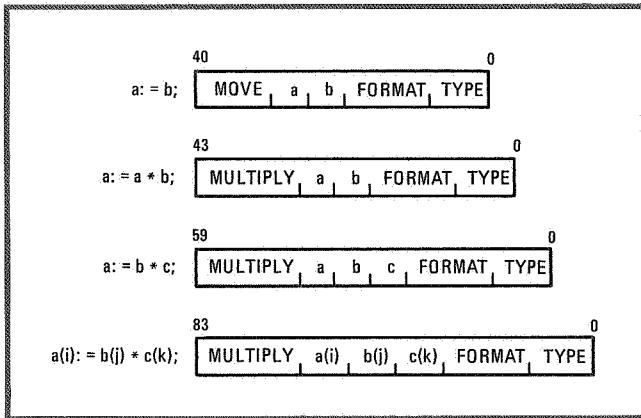 40 0
a: = b; MOVE a b FORMAT TYPE
43 0
a: = a * b; MULTIPLY a b FORMAT TYPE
59 0
a: = b * c; MULTIPLY a b c FORMAT TYPE
83 0
a(i): = b(j) * c(k); MULTIPLY a(i) b(j) c(k) FORMAT TYPE